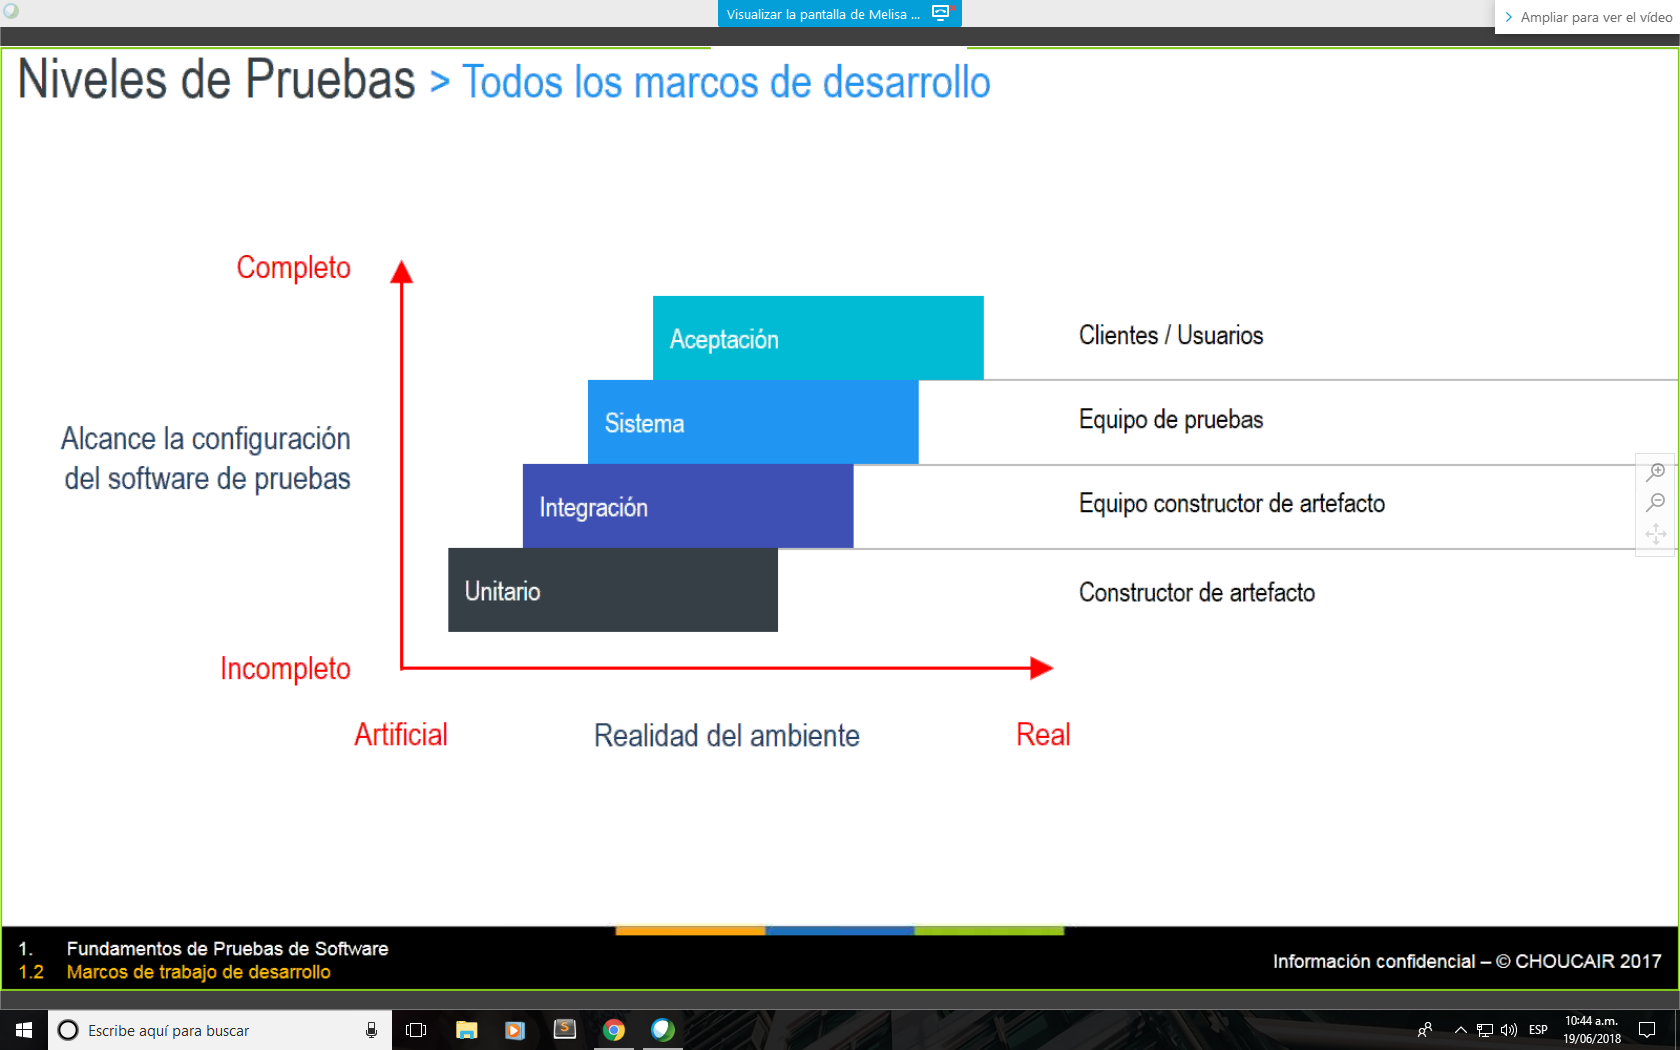 Visualizar la pantalla de Melisa ...
Ampliar para ver el vídeo
Niveles de Pruebas > Todos los marcos de desarrollo
Completo
Aceptación
Clientes / Usuarios
Sistema
Equipo de pruebas
Alcance la configuración
del software de pruebas
Integración
Equipo constructor de artefacto
Unitario
Constructor de artefacto
Incompleto
Artificial
Realidad del ambiente
Real
1. Fundamentos de Pruebas de Software
1.2 Marcos de trabajo de desarrollo
Información confidencial – © CHOUCAIR 2017
Escribe aquí para buscar
ESP
10:44 a.m.
19/06/2018